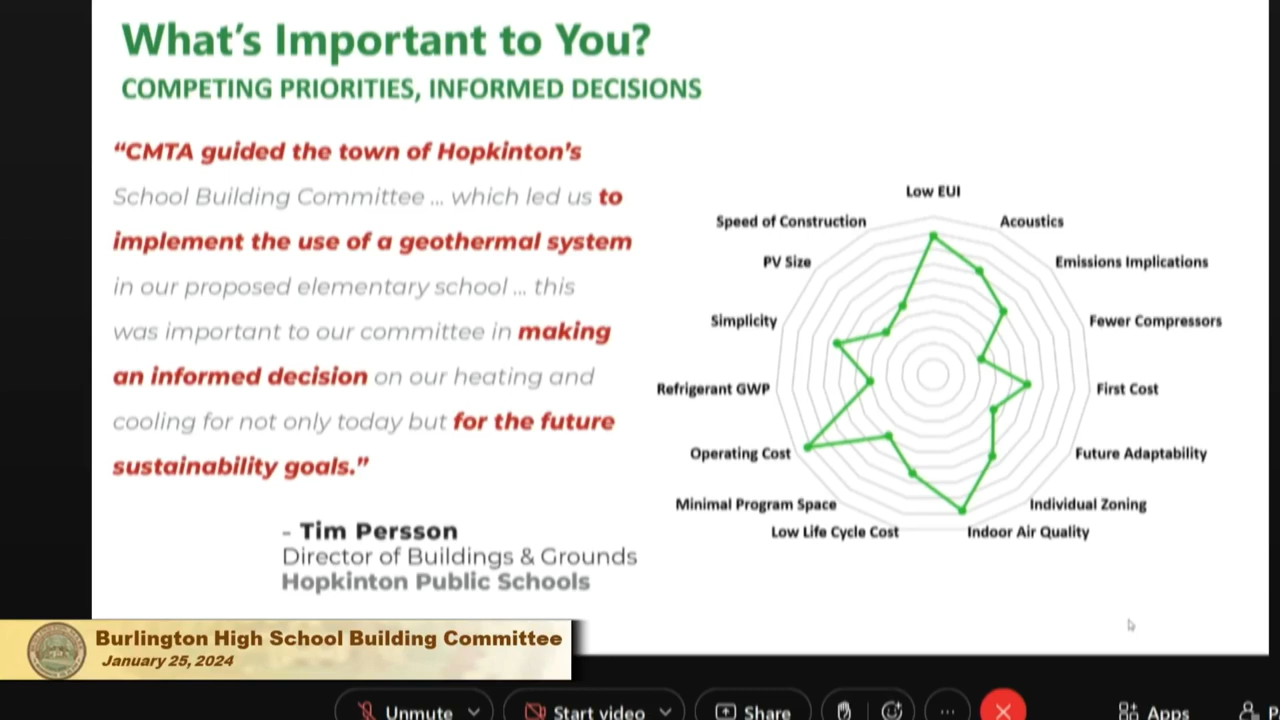 What's Important to You?
COMPETING PRIORITIES, INFORMED DECISIONS
“CMTA guided the town of Hopkinton's
School Building Committee ... which led us to
implement the use of a geothermal system
in our proposed elementary school ... this
was important to our committee in making
an informed decision on our heating and
cooling for not only today but for the future
sustainability goals.”
- Tim Persson
Director of Buildings & Grounds
Hopkinton Public Schools
Low EUI
Speed of Construction
Acoustics
PV Size
Emissions Implications
Simplicity
Fewer Compressors
Refrigerant GWP
First Cost
Operating Cost
Future Adaptability
Minimal Program Space
Individual Zoning
Low Life Cycle Cost
Indoor Air Quality
Burlington High School Building Committee
January 25, 2024
Unmute
Start video
Share
Apps
P